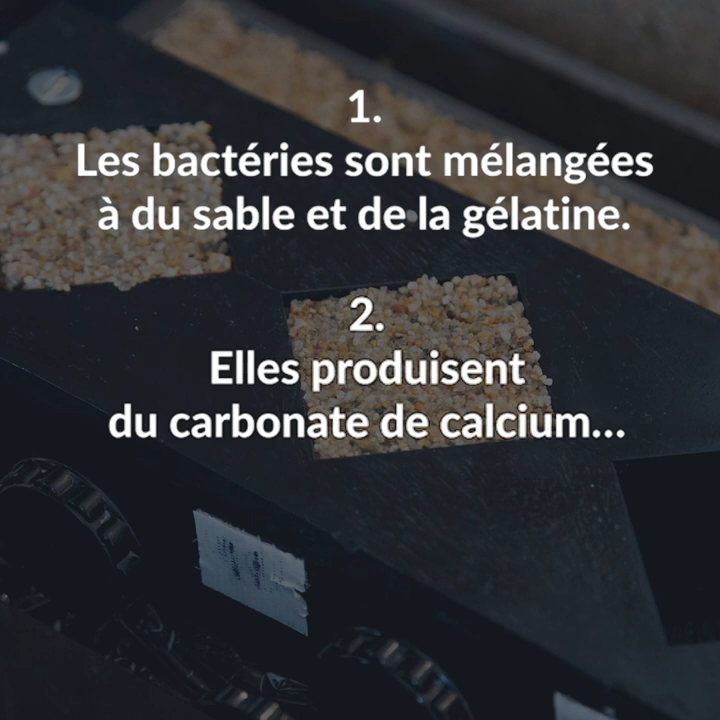 1.
Les bactéries sont mélangées
à du sable et de la gélatine.
2.
Elles produisent
du carbonate de calcium...